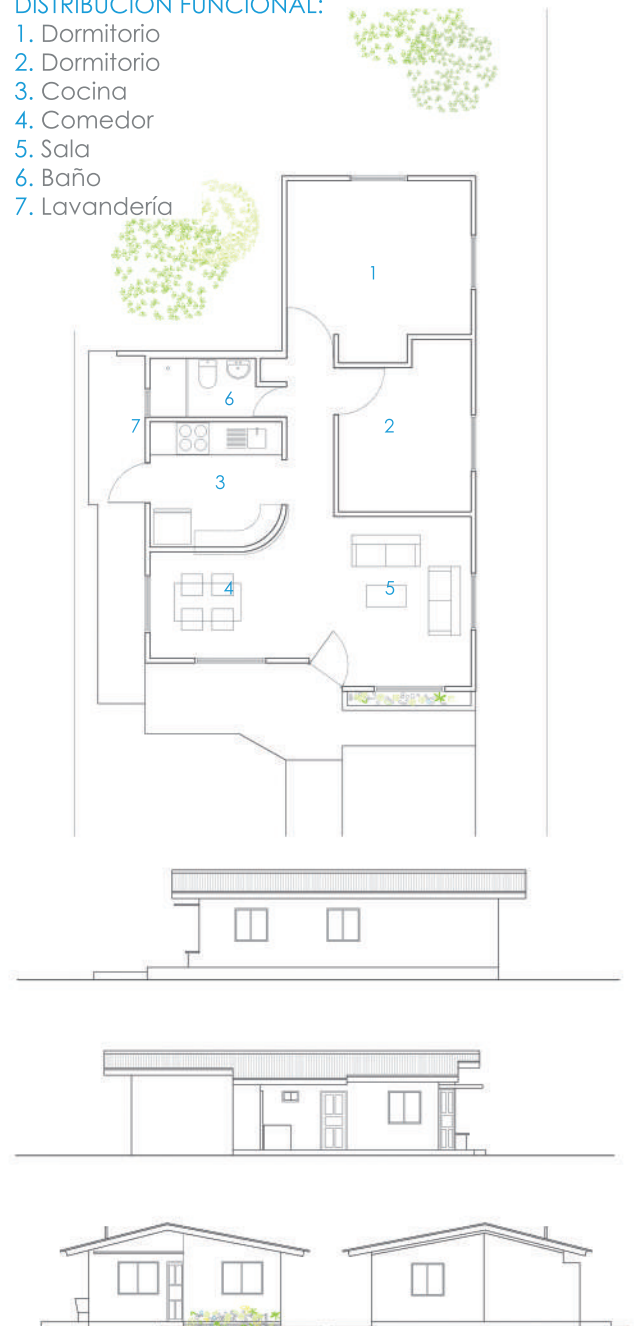 DISTRIBUCIÓN FUNCIONAL:
1. Dormitorio
2. Dormitorio
3. Cocina
4. Comedor
5. Sala
6. Baño
7. Lavandería
1
6
7
2
3
4
5